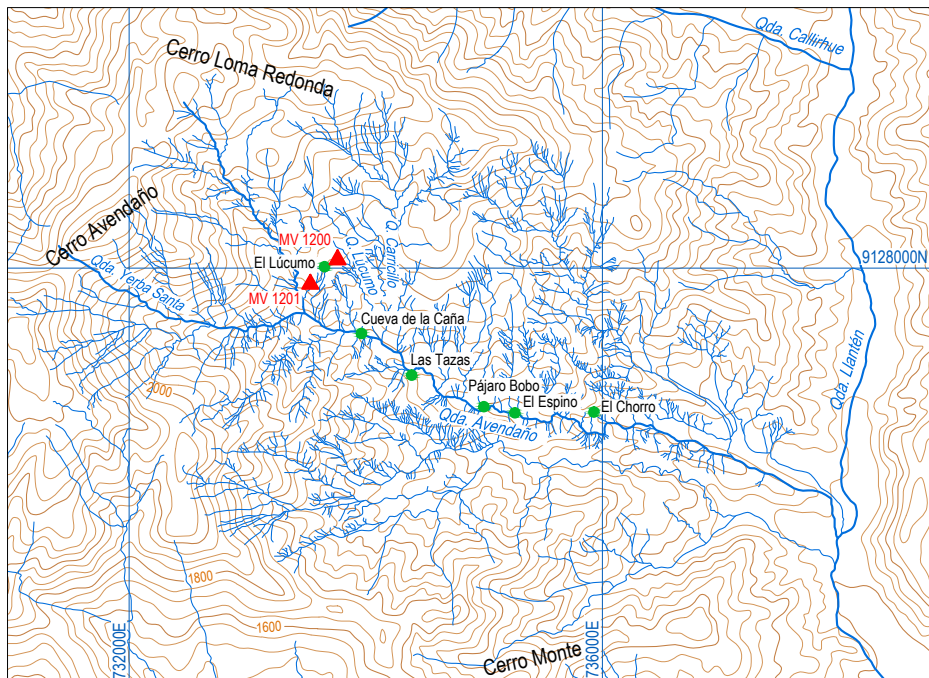 Qda. Callirhue
Cerro Loma Redonda
Cerro Avendaño
MV 1200
El Lúcumo
Q. Lúcumo
Q. Carricillo
9128000N
Qda. Yerba Santa
MV 1201
Cueva de la Caña
Qda. Llantén
Las Tazas
2000
Pájaro Bobo
El Espino
El Chorro
Qda. Avendaño
1800
1600
732000E
Cerro Monte
736000E